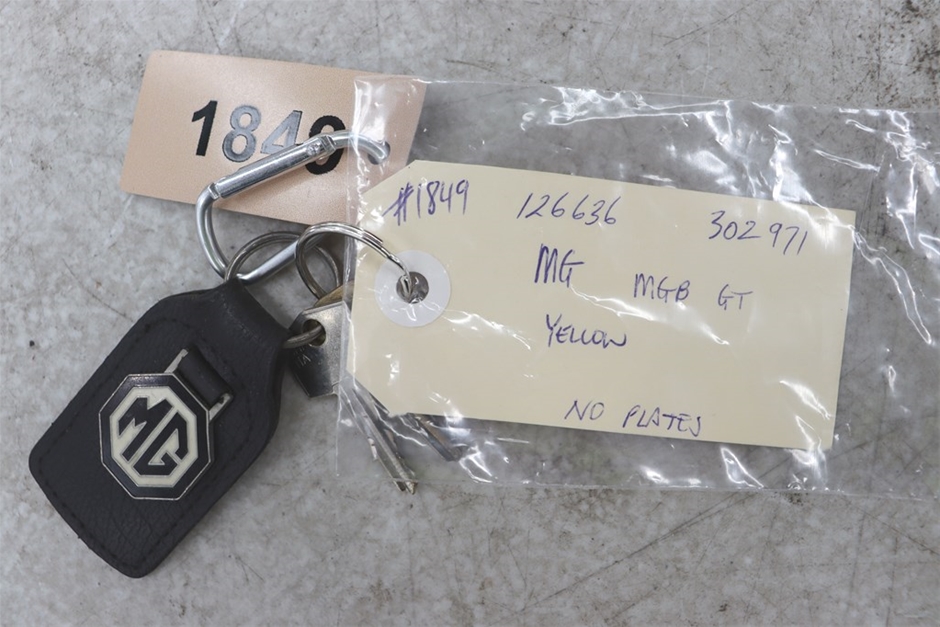 1849
#1849 126636 302971
MG MGB GT
YELLOW
NO PLATES
MG